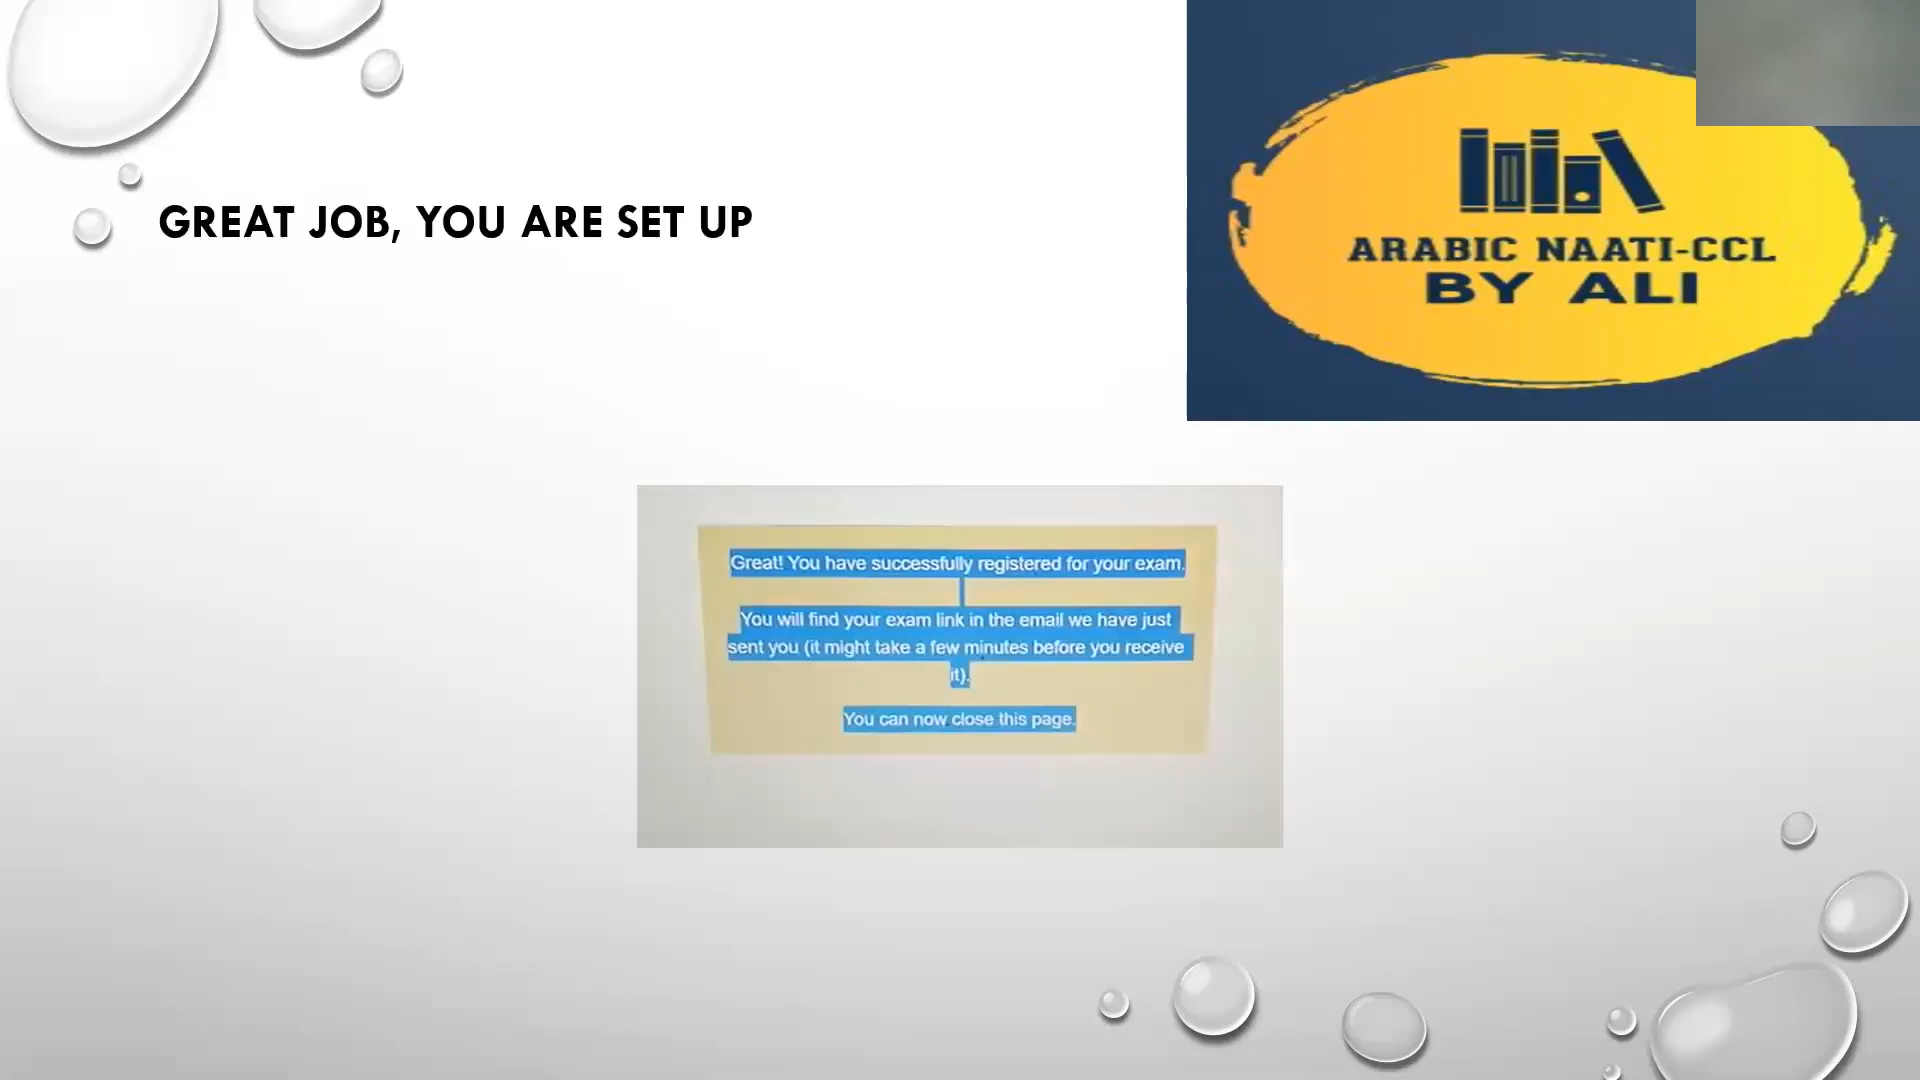 GREAT JOB, YOU ARE SET UP
ARABIC NAATI-CCL
BY ALI
Great! You have successfully registered for your exam.
You will find your exam link in the email we have just
sent you (it might take a few minutes before you receive
it).
You can now close this page.